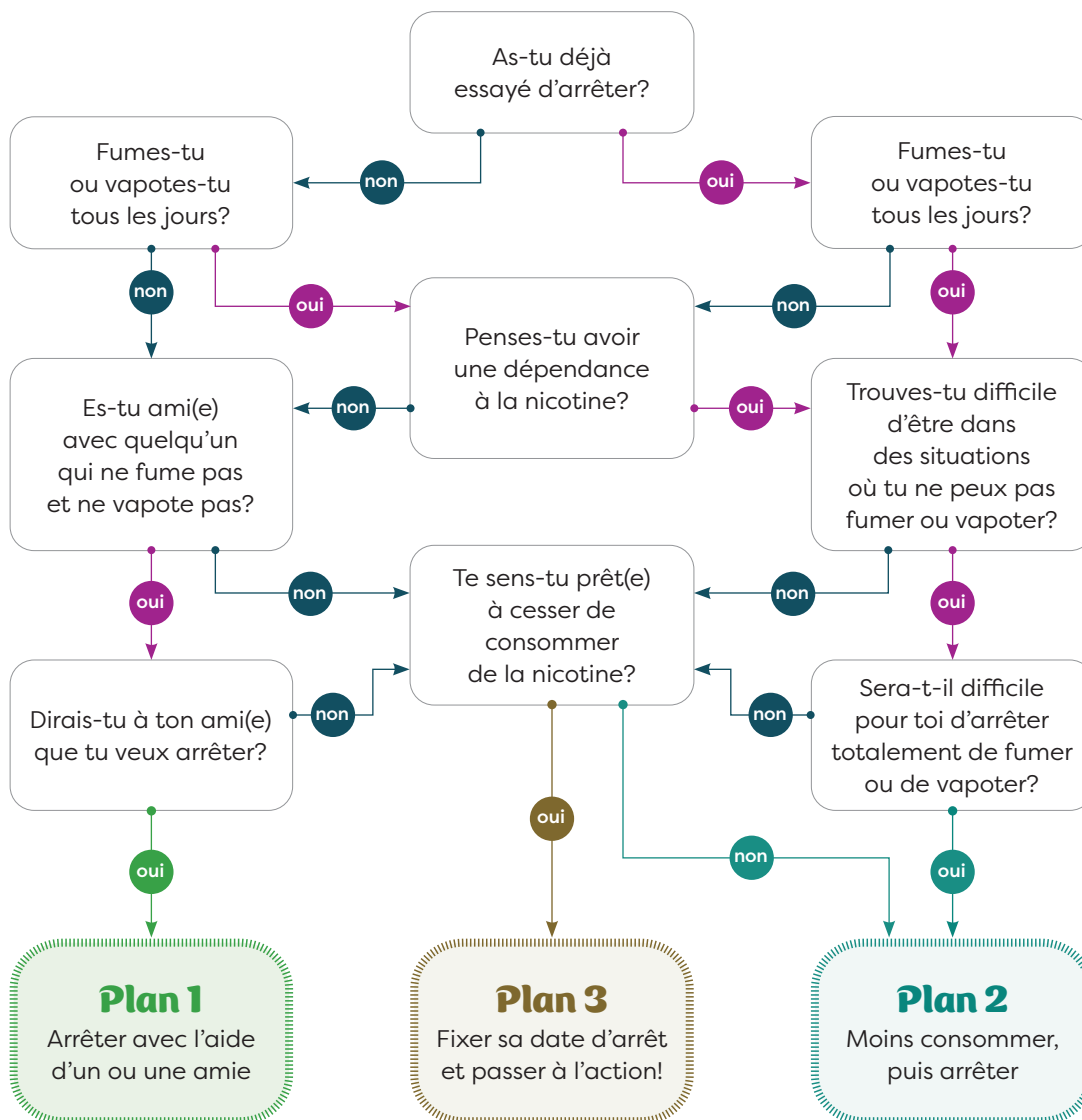 As-tu déjà
essayé d'arrêter?
Fumes-tu
ou vapotes-tu
tous les jours?
non
oui
Fumes-tu
ou vapotes-tu
tous les jours?
non
oui
non
oui
Penses-tu avoir
une dépendance
à la nicotine?
Es-tu ami(e)
avec quelqu'un
qui ne fume pas
et ne vapote pas?
non
oui
Trouves-tu difficile
d'être dans
des situations
où tu ne peux pas
fumer ou vapoter?
oui
non
Te sens-tu prêt(e)
à cesser de
consommer
de la nicotine?
non
oui
Dirais-tu à ton ami(e)
que tu veux arrêter?
non
non
Sera-t-il difficile
pour toi d'arrêter
totalement de fumer
ou de vapoter?
oui
oui
non
oui
Plan 1
Arrêter avec l'aide
d'un ou une amie
Plan 3
Fixer sa date d'arrêt
et passer à l'action!
Plan 2
Moins consommer,
puis arrêter